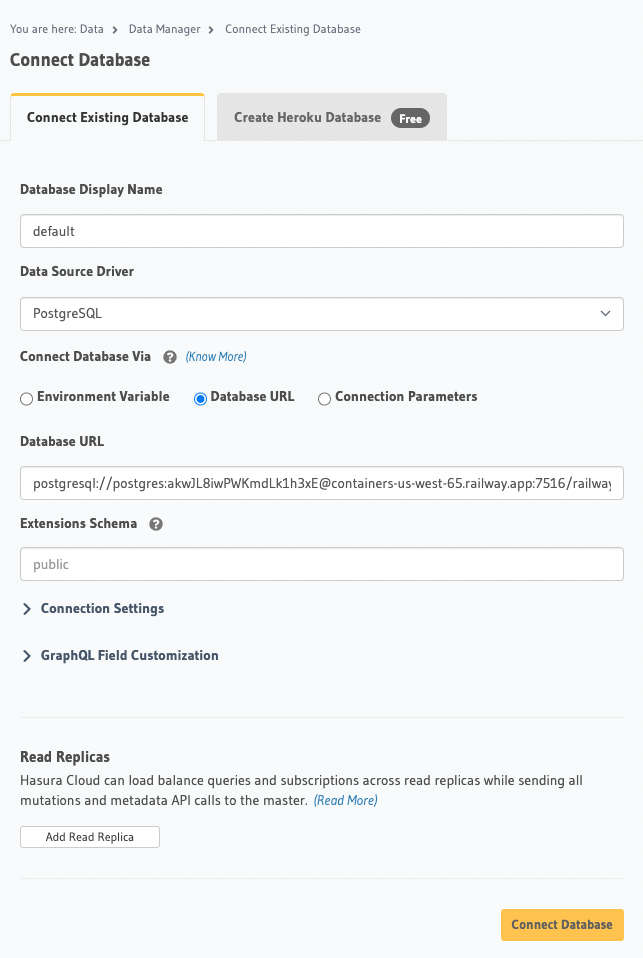 You are here: Data > Data Manager > Connect Existing Database
Connect Database
Connect Existing Database Create Heroku Database Free
Database Display Name
default
Data Source Driver
PostgreSQL
Connect Database Via ? (Know More)
Environment Variable Database URL Connection Parameters
Database URL
postgresql://postgres:akwJL8iwPWKmdLk1h3xE@containers-us-west-65.railway.app:7516/railway
Extensions Schema ?
public
Connection Settings
GraphQL Field Customization
Read Replicas
Hasura Cloud can load balance queries and subscriptions across read replicas while sending all
mutations and metadata API calls to the master. (Read More)
Add Read Replica
Connect Database